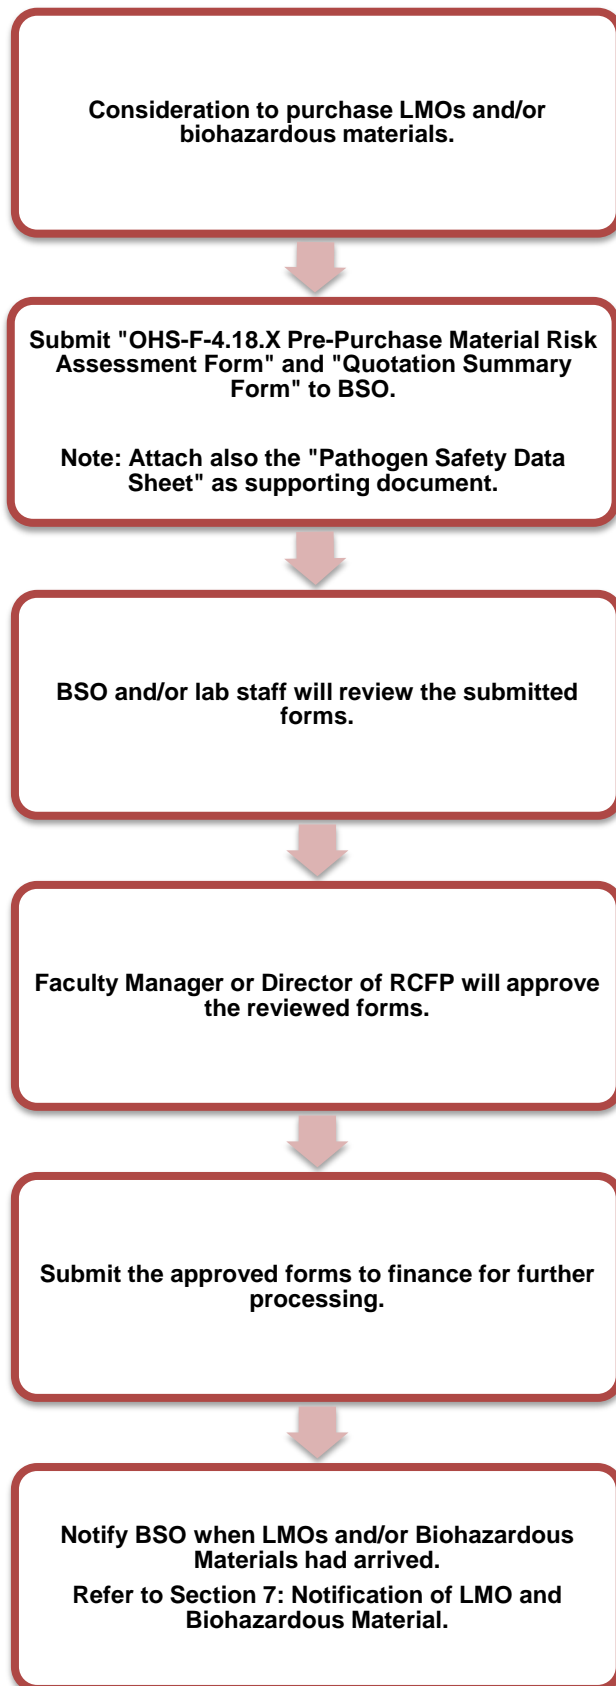 Consideration to purchase LMOs and/or
biohazardous materials.
Submit "OHS-F-4.18.X Pre-Purchase Material Risk
Assessment Form" and "Quotation Summary
Form" to BSO.
Note: Attach also the "Pathogen Safety Data
Sheet" as supporting document.
BSO and/or lab staff will review the submitted
forms.
Faculty Manager or Director of RCFP will approve
the reviewed forms.
Submit the approved forms to finance for further
processing.
Notify BSO when LMOs and/or Biohazardous
Materials had arrived.
Refer to Section 7: Notification of LMO and
Biohazardous Material.